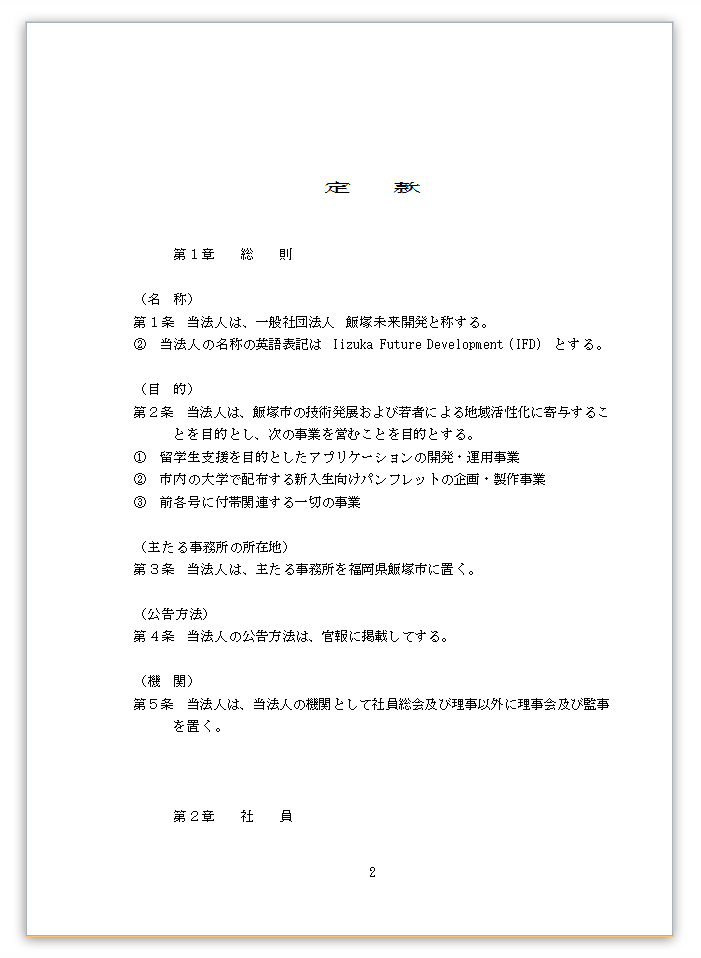 定　　款
第１章　　総　　則
（名　称）
第１条　当法人は、一般社団法人　飯塚未来開発と称する。
②　当法人の名称の英語表記は　Iizuka Future Development (IFD)　とする。
（目　的）
第２条　当法人は、飯塚市の技術発展および若者による地域活性化に寄与するこ
とを目的とし、次の事業を営むことを目的とする。
①　留学生支援を目的としたアプリケーションの開発・運用事業
②　市内の大学で配布する新入生向けパンフレットの企画・製作事業
③　前各号に付帯関連する一切の事業
（主たる事務所の所在地）
第３条　当法人は、主たる事務所を福岡県飯塚市に置く。
（公告方法）
第４条　当法人の公告方法は、官報に掲載してする。
（機　関）
第５条　当法人は、当法人の機関として社員総会及び理事以外に理事会及び監事
を置く。
第２章　　社　　員
2